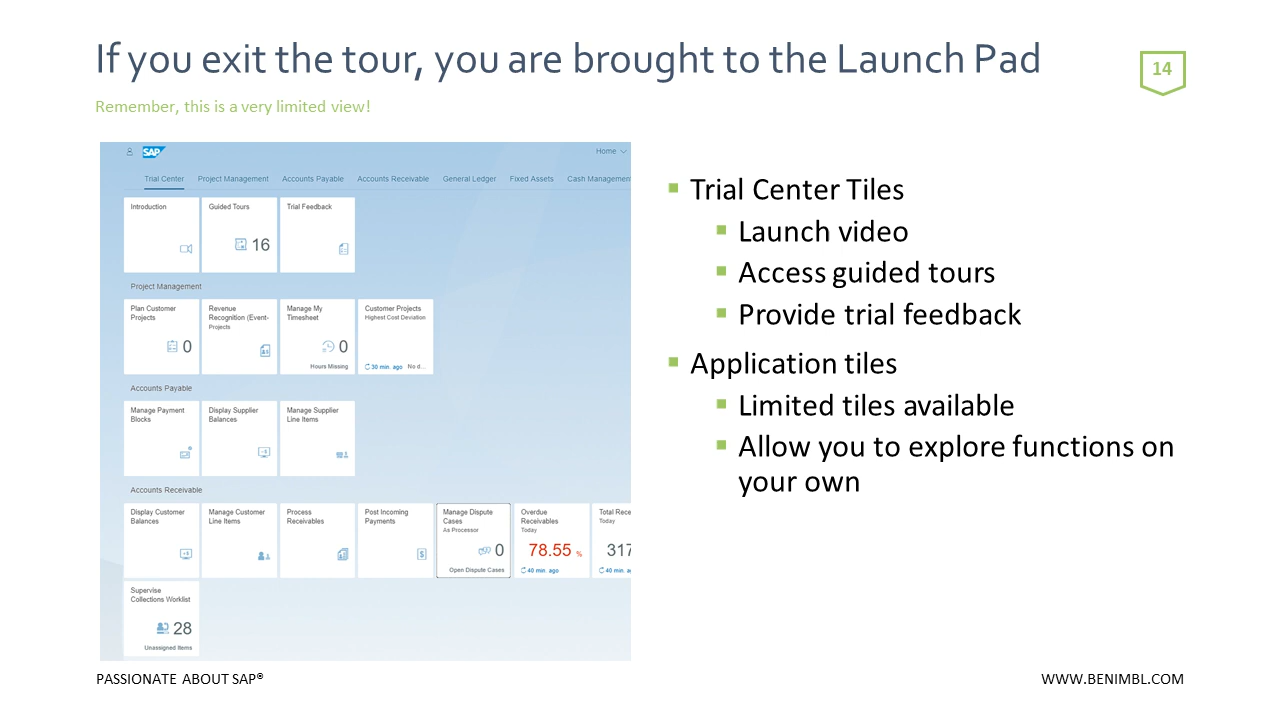 If you exit the tour, you are brought to the Launch Pad
14
Remember, this is a very limited view!
SAP
Home
Trial Center Project Management Accounts Payable Accounts Receivable General Ledger Fixed Assets Cash Management
Introduction
Guided Tours
16
Trial Feedback
Project Management
Plan Customer
Projects
0
Revenue
Recognition (Event-
Projects
Manage My
Timesheet
0
Hours Missing
Customer Projects
Highest Cost Deviation
30 min. ago No d...
Accounts Payable
Manage Payment
Blocks
Display Supplier
Balances
Manage Supplier
Line Items
Accounts Receivable
Display Customer
Balances
Manage Customer
Line Items
Process
Receivables
Post Incoming
Payments
Manage Dispute
Cases
As Processor
0
Open Dispute Cases
Overdue
Receivables
Today
78.55 %
40 min. ago
Total Rece
Today
317
40 min. a
Supervise
Collections Worklist
28
Unassigned Items
Trial Center Tiles
Launch video
Access guided tours
Provide trial feedback
Application tiles
Limited tiles available
Allow you to explore functions on
your own
PASSIONATE ABOUT SAP®
WWW.BENIMBL.COM